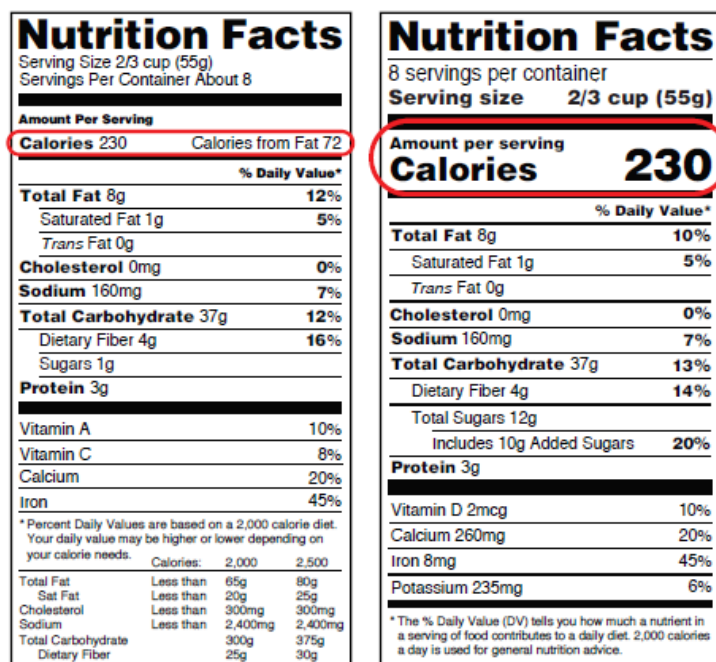 Nutrition Facts
Serving Size 2/3 cup (55g)
Servings Per Container About 8
Amount Per Serving
Calories 230 Calories from Fat 72
% Daily Value*
Total Fat 8g 12%
Saturated Fat 1g 5%
Trans Fat 0g
Cholesterol 0mg 0%
Sodium 160mg 7%
Total Carbohydrate 37g 12%
Dietary Fiber 4g 16%
Sugars 1g
Protein 3g
Vitamin A 10%
Vitamin C 8%
Calcium 20%
Iron 45%
* Percent Daily Values are based on a 2,000 calorie diet.
Your daily value may be higher or lower depending on
your calorie needs.
Calories: 2,000 2,500
Total Fat Less than 65g 80g
Sat Fat Less than 20g 25g
Cholesterol Less than 300mg 300mg
Sodium Less than 2,400mg 2,400mg
Total Carbohydrate 300g 375g
Dietary Fiber 25g 30g
Nutrition Facts
8 servings per container
Serving size 2/3 cup (55g)
Amount per serving
Calories 230
% Daily Value*
Total Fat 8g 10%
Saturated Fat 1g 5%
Trans Fat 0g
Cholesterol 0mg 0%
Sodium 160mg 7%
Total Carbohydrate 37g 13%
Dietary Fiber 4g 14%
Total Sugars 12g
Includes 10g Added Sugars 20%
Protein 3g
Vitamin D 2mcg 10%
Calcium 260mg 20%
Iron 8mg 45%
Potassium 235mg 6%
* The % Daily Value (DV) tells you how much a nutrient in
a serving of food contributes to a daily diet. 2,000 calories
a day is used for general nutrition advice.